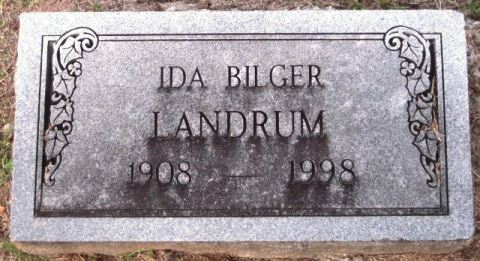 IDA BILGER
LANDRUM
1908 — 1998